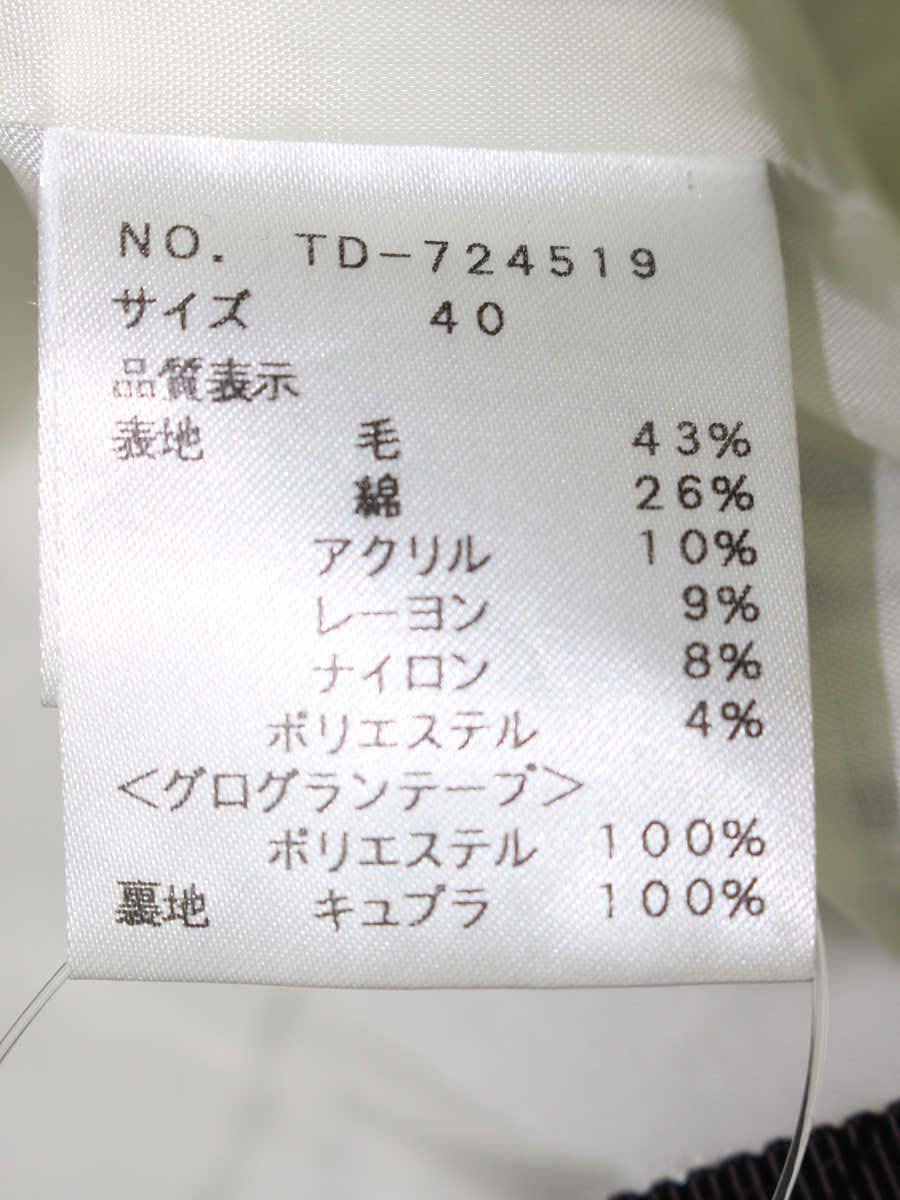 NO. TD-724519
サイズ 40
品質表示
表地 毛 43%
綿 26%
アクリル 10%
レーヨン 9%
ナイロン 8%
ポリエステル 4%
<グログランテープ>
ポリエステル 100%
裏地 キュプラ 100%